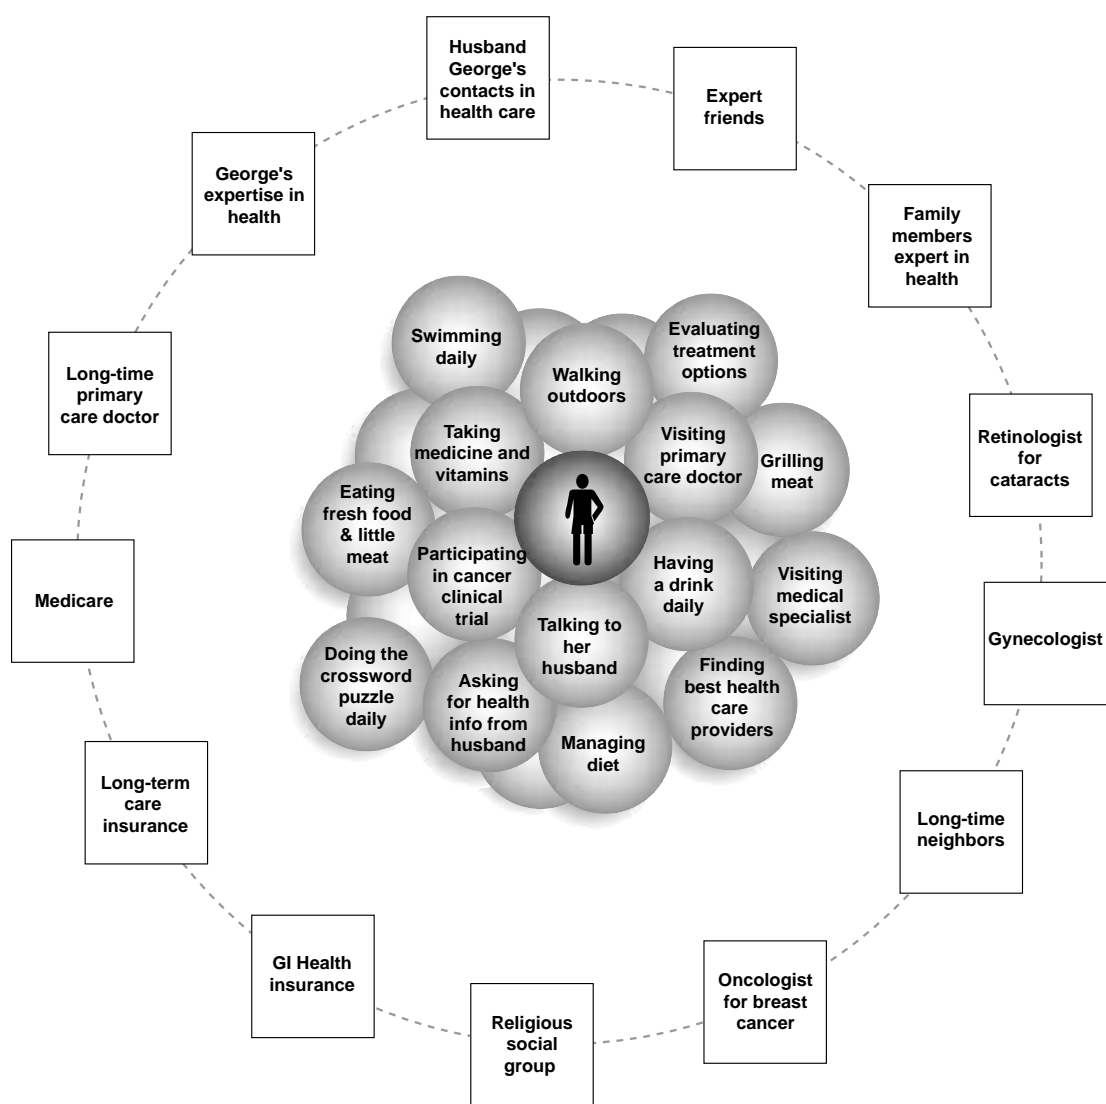 Husband
George's
contacts in
health care
Expert
friends
George's
expertise in
health
Family
members
expert in
health
Long-time
primary
care doctor
Retinologist
for
cataracts
Medicare
Gynecologist
Long-term
care
insurance
Long-time
neighbors
GI Health
insurance
Religious
social
group
Oncologist
for breast
cancer
Swimming
daily
Walking
outdoors
Evaluating
treatment
options
Taking
medicine and
vitamins
Visiting
primary
care doctor
Grilling
meat
Eating
fresh food
& little
meat
Participating
in cancer
clinical
trial
Having
a drink
daily
Visiting
medical
specialist
Talking to
her
husband
Doing the
crossword
puzzle
daily
Asking
for health
info from
husband
Managing
diet
Finding
best health
care
providers